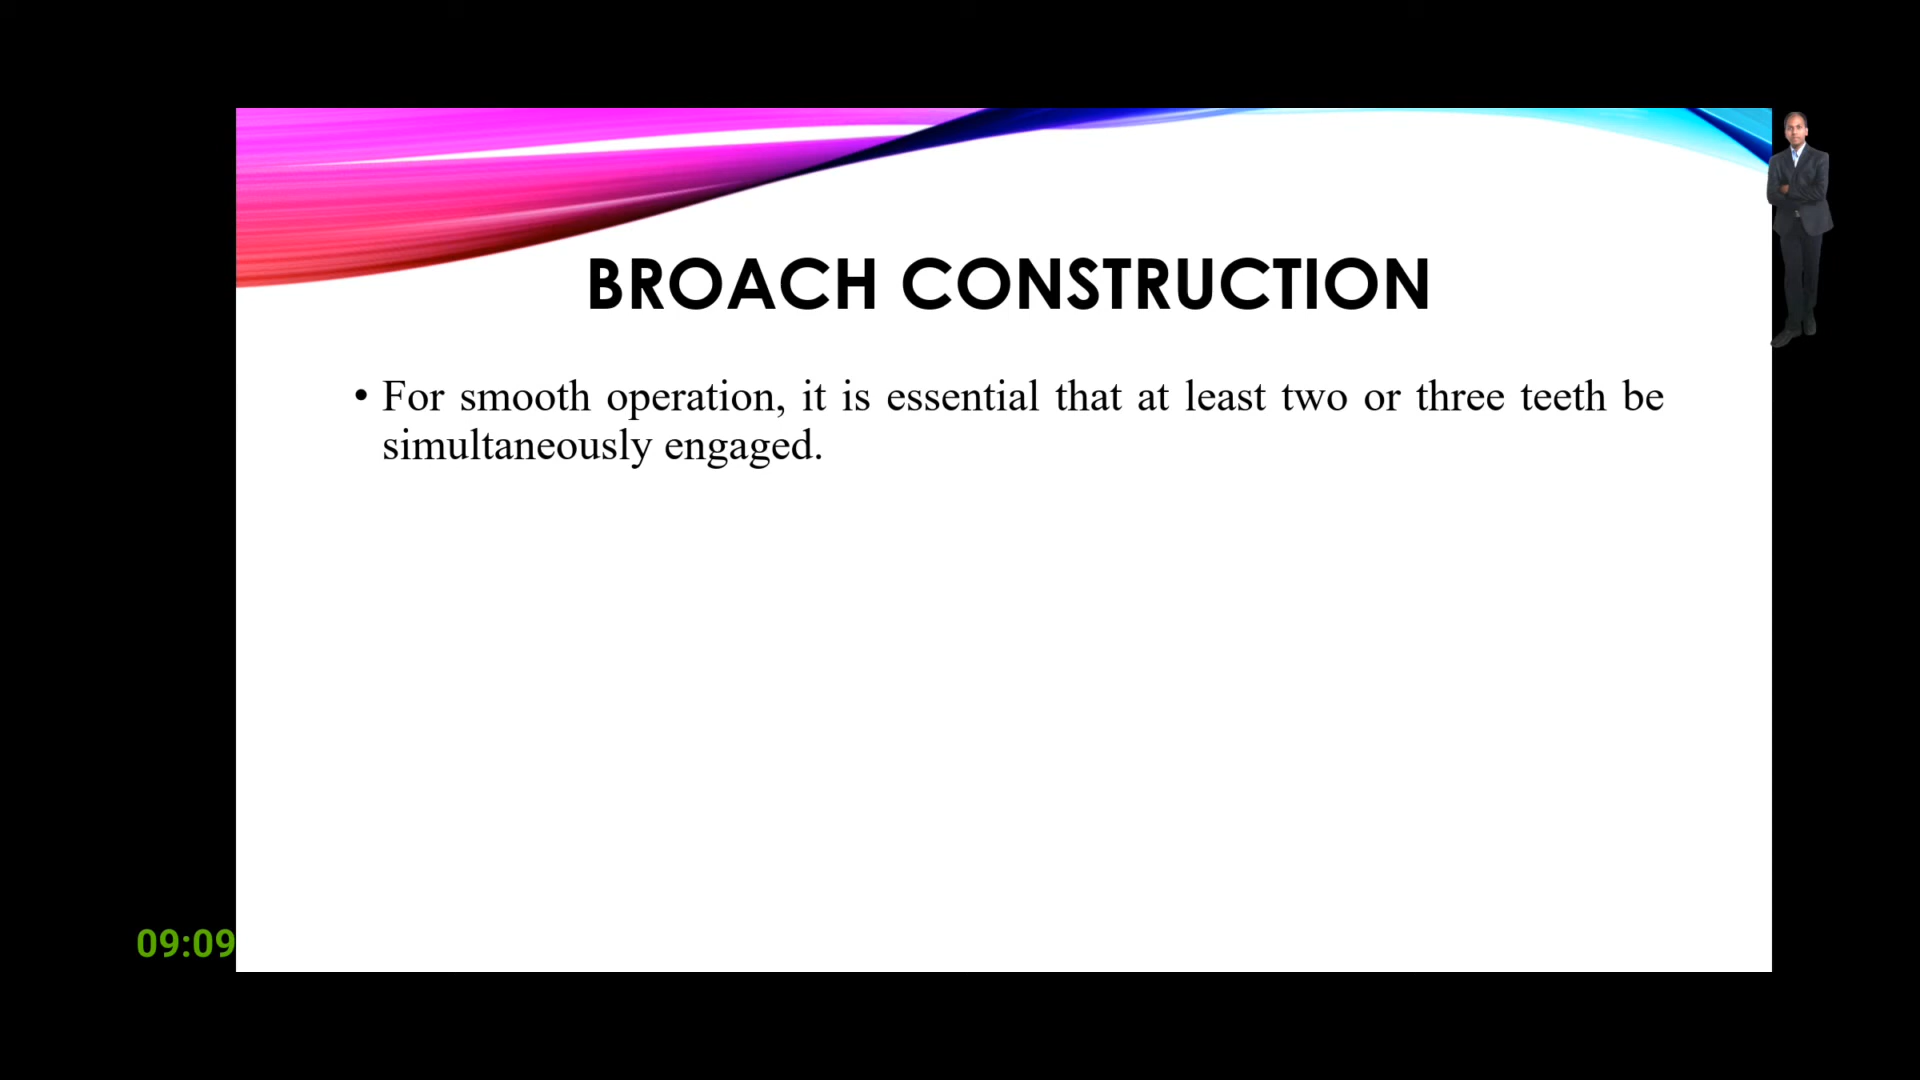 BROACH CONSTRUCTION
• For smooth operation, it is essential that at least two or three teeth be
simultaneously engaged.
09:09